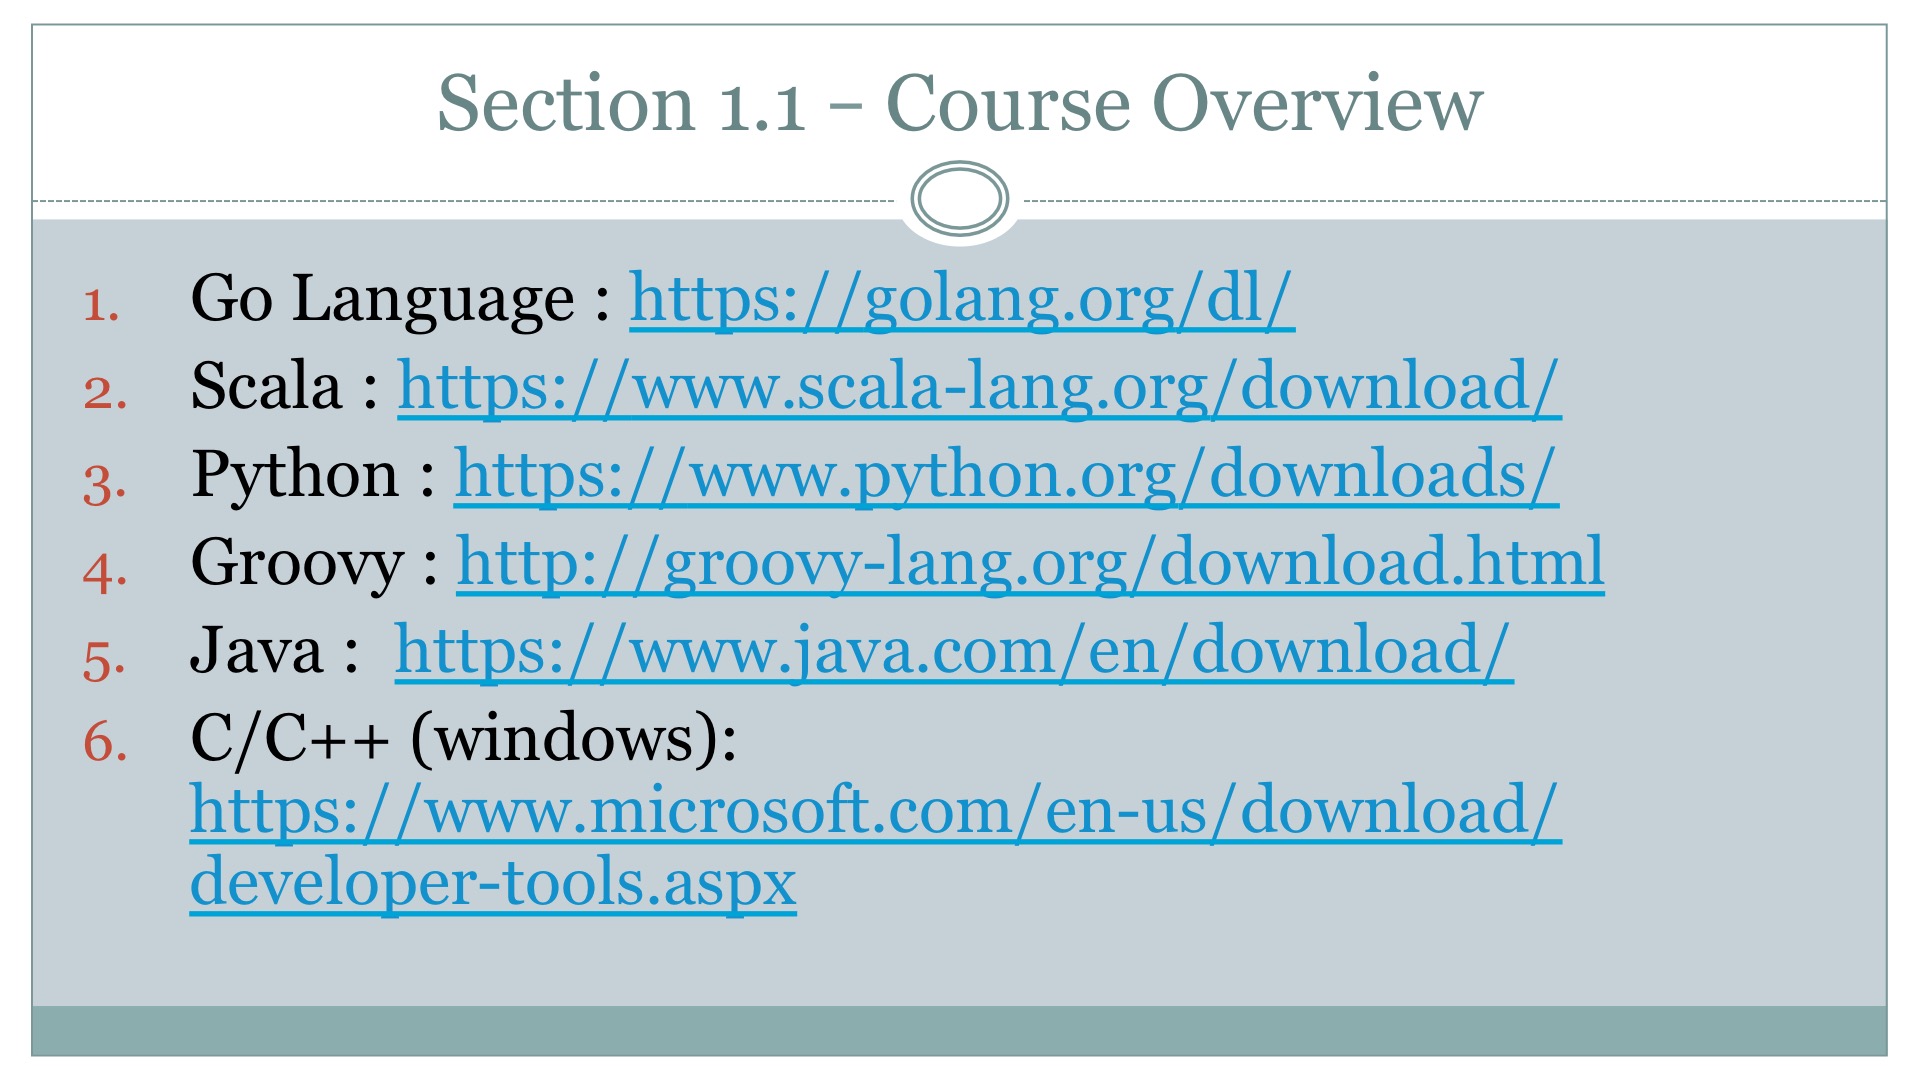 Section 1.1 – Course Overview
1. Go Language : https://golang.org/dl/
2. Scala : https://www.scala-lang.org/download/
3. Python : https://www.python.org/downloads/
4. Groovy : http://groovy-lang.org/download.html
5. Java :  https://www.java.com/en/download/
6. C/C++ (windows):
https://www.microsoft.com/en-us/download/
developer-tools.aspx